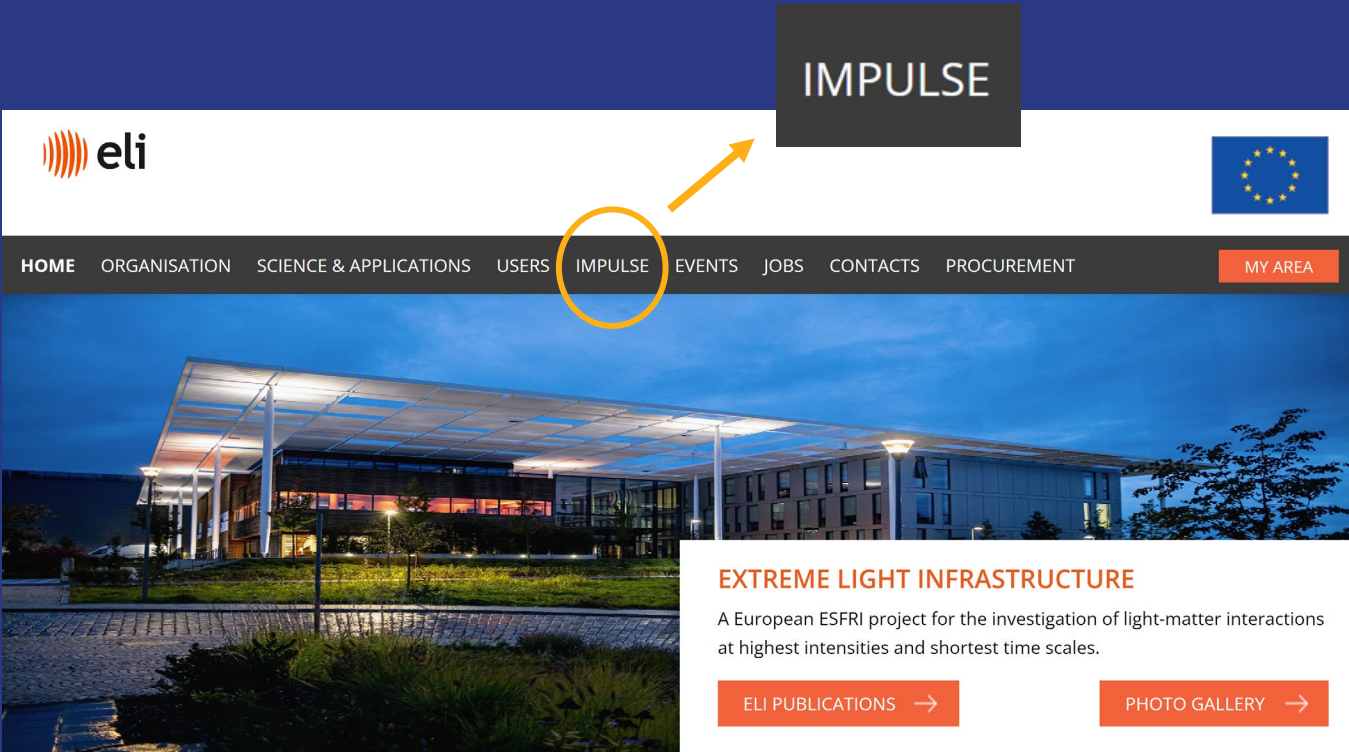 IMPULSE
eli
HOME ORGANISATION SCIENCE & APPLICATIONS USERS IMPULSE EVENTS JOBS CONTACTS PROCUREMENT MY AREA
EXTREME LIGHT INFRASTRUCTURE
A European ESFRI project for the investigation of light-matter interactions
at highest intensities and shortest time scales.
ELI PUBLICATIONS PHOTO GALLERY